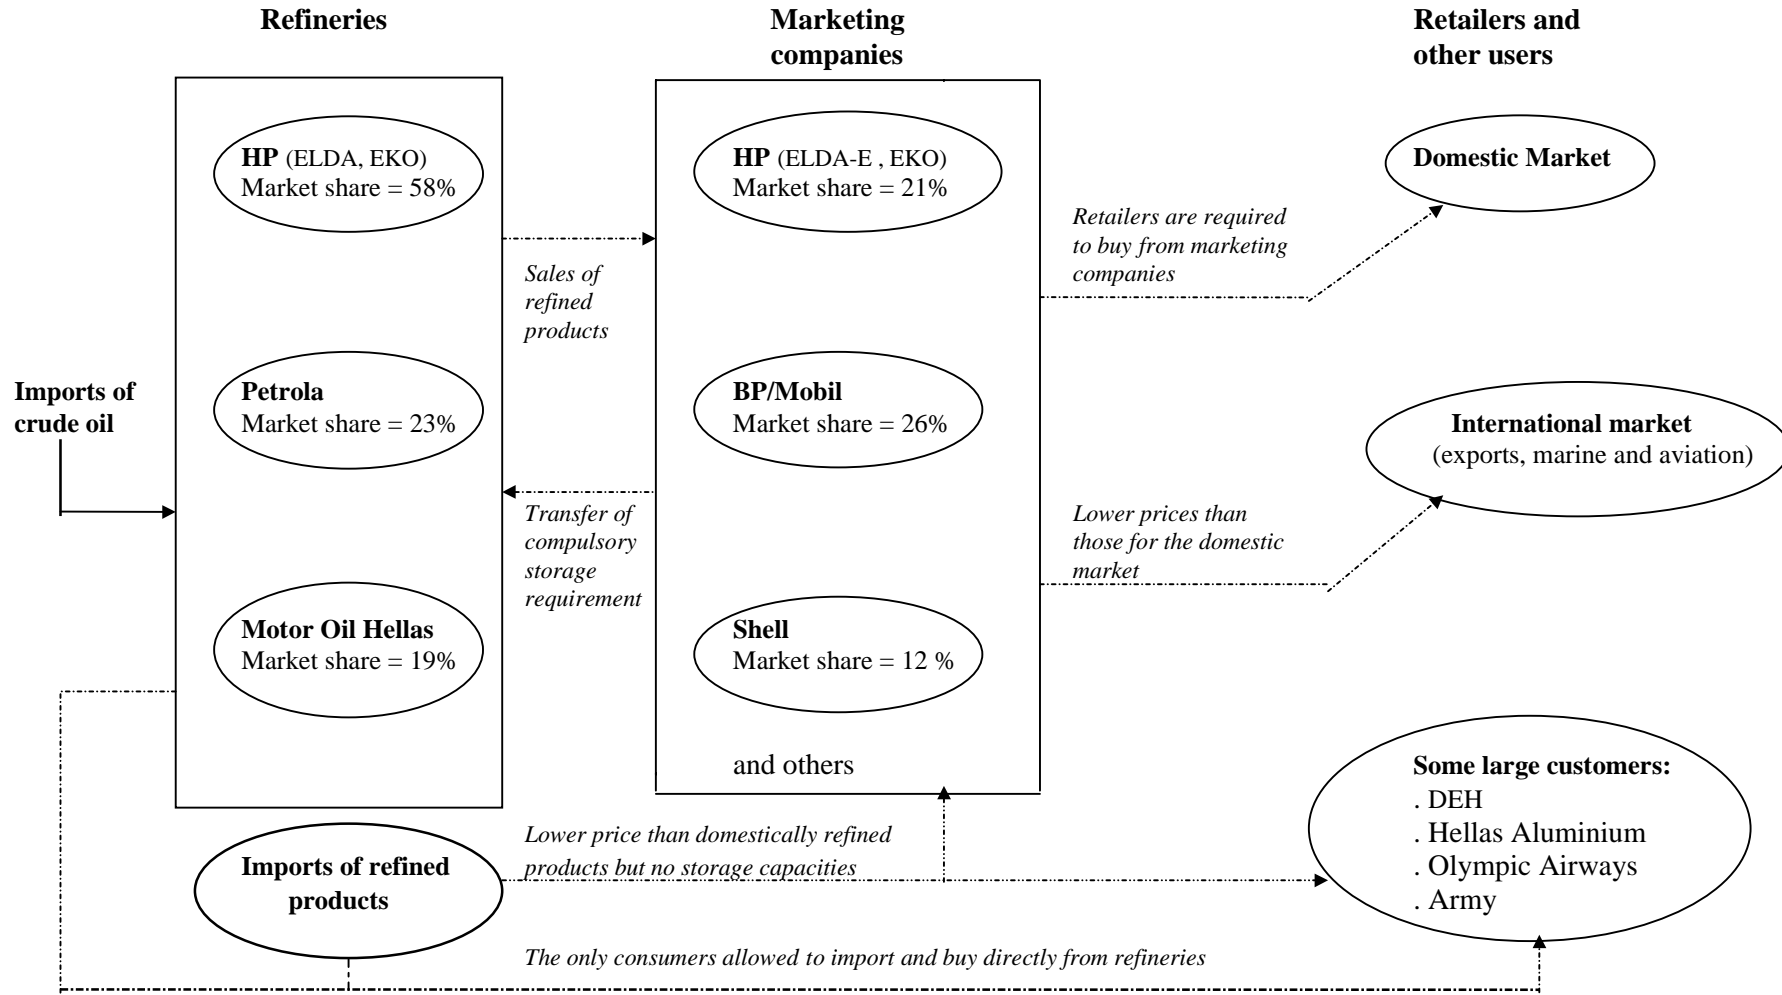 Refineries
Marketing
companies
Retailers and
other users
HP (ELDA, EKO)
Market share = 58%
HP (ELDA-E , EKO)
Market share = 21%
Domestic Market
Sales of
refined
products
Retailers are required
to buy from marketing
companies
Imports of
crude oil
Petrola
Market share = 23%
BP/Mobil
Market share = 26%
International market
(exports, marine and aviation)
Transfer of
compulsory
storage
requirement
Lower prices than
those for the domestic
market
Motor Oil Hellas
Market share = 19%
Shell
Market share = 12 %
and others
Some large customers:
. DEH
. Hellas Aluminium
. Olympic Airways
. Army
Imports of refined
products
Lower price than domestically refined
products but no storage capacities
The only consumers allowed to import and buy directly from refineries